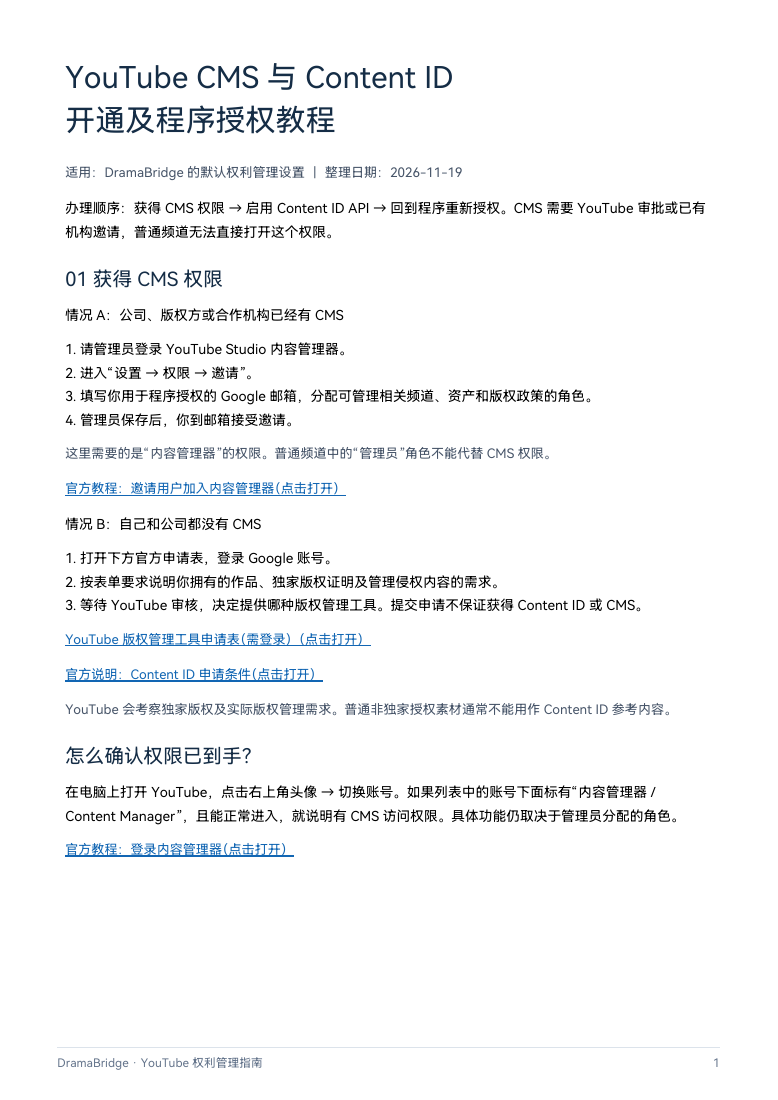 YouTube CMS 与 Content ID
开通及程序授权教程
适用：DramaBridge 的默认权利管理设置 ｜ 整理日期：2026-11-19
办理顺序：获得 CMS 权限 → 启用 Content ID API → 回到程序重新授权。CMS 需要 YouTube 审批或已有
机构邀请，普通频道无法直接打开这个权限。
01 获得 CMS 权限
情况 A：公司、版权方或合作机构已经有 CMS
1. 请管理员登录 YouTube Studio 内容管理器。
2. 进入“设置 → 权限 → 邀请”。
3. 填写你用于程序授权的 Google 邮箱，分配可管理相关频道、资产和版权政策的角色。
4. 管理员保存后，你到邮箱接受邀请。
这里需要的是“内容管理器”的权限。普通频道中的“管理员”角色不能代替 CMS 权限。
官方教程：邀请用户加入内容管理器（点击打开）
情况 B：自己和公司都没有 CMS
1. 打开下方官方申请表，登录 Google 账号。
2. 按表单要求说明你拥有的作品、独家版权证明及管理侵权内容的需求。
3. 等待 YouTube 审核，决定提供哪种版权管理工具。提交申请不保证获得 Content ID 或 CMS。
YouTube 版权管理工具申请表（需登录）（点击打开）
官方说明：Content ID 申请条件（点击打开）
YouTube 会考察独家版权及实际版权管理需求。普通非独家授权素材通常不能用作 Content ID 参考内容。
怎么确认权限已到手？
在电脑上打开 YouTube，点击右上角头像 → 切换账号。如果列表中的账号下面标有“内容管理器 /
Content Manager”，且能正常进入，就说明有 CMS 访问权限。具体功能仍取决于管理员分配的角色。
官方教程：登录内容管理器（点击打开）
DramaBridge · YouTube 权利管理指南
1